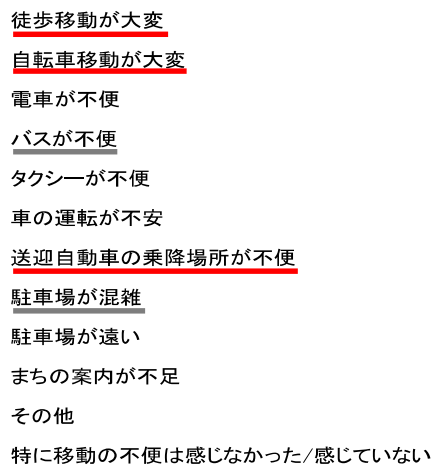 徒歩移動が大変
自転車移動が大変
電車が不便
バスが不便
タクシーが不便
車の運転が不安
送迎自動車の乗降場所が不便
駐車場が混雑
駐車場が遠い
まちの案内が不足
その他
特に移動の不便は感じなかった/感じていない